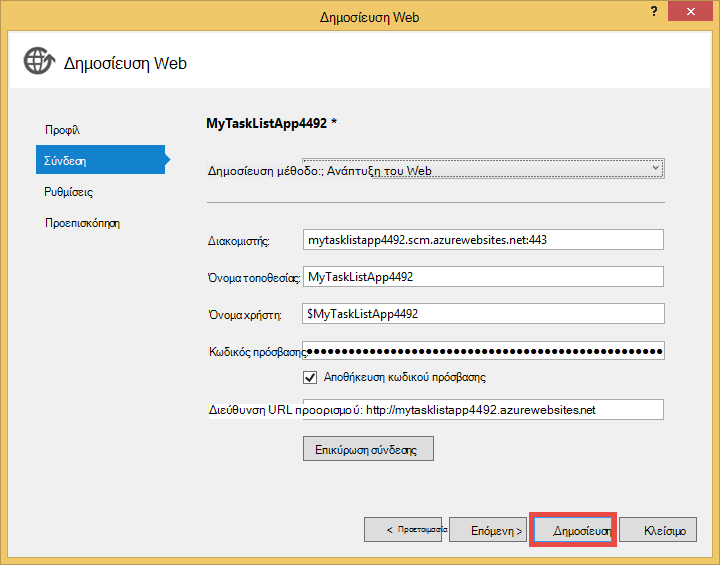 Δημοσίευση Web
?
Δημοσίευση Web
Προφίλ
Σύνδεση
Ρυθμίσεις
Προεπισκόπηση
MyTaskListApp4492 *
Δημοσίευση μέθοδο:; Ανάπτυξη του Web
Διακομιστής: mytasklistapp4492.scm.azurewebsites.net:443
Όνομα τοποθεσίας: MyTaskListApp4492
Όνομα χρήστη: $MyTaskListApp4492
Κωδικός πρόσβασης:
Αποθήκευση κωδικού πρόσβασης
Διεύθυνση URL προορισμού: http://mytasklistapp4492.azurewebsites.net
Επικύρωση σύνδεσης
< Προετοιμασία Επόμενη > Δημοσίευση Κλείσιμο